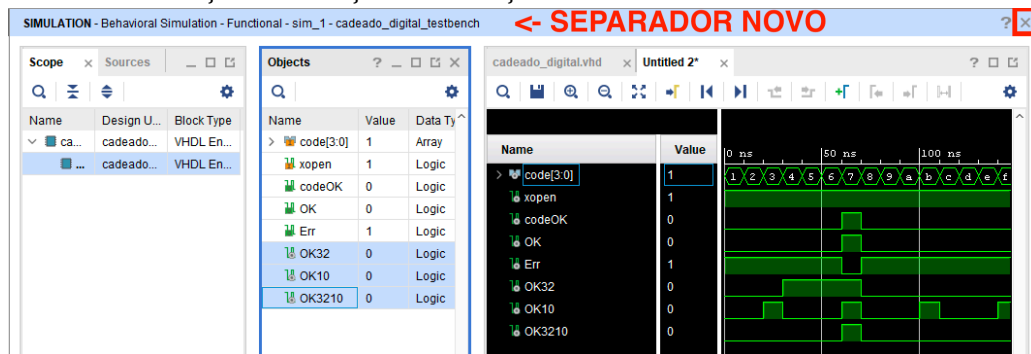 SIMULATION - Behavioral Simulation - Functional - sim_1 - cadeado_digital_testbench
<- SEPARADOR NOVO
? ×
Scope × Sources
Name Design U... Block Type
ca... cadeado... VHDL En...
... cadeado... VHDL En...
Objects ?
Name Value Data Ty
code[3:0] 1 Array
xopen 1 Logic
codeOK 0 Logic
OK 0 Logic
Err 1 Logic
OK32 0 Logic
OK10 0 Logic
OK3210 0 Logic
cadeado_digital.vhd × Untitled 2* × ?
Name Value
0 ns 50 ns 100 ns
code[3:0] 1 1 2 3 4 5 6 7 8 9 a b c d e f
xopen 1
codeOK 0
OK 0
Err 1
OK32 0
OK10 0
OK3210 0